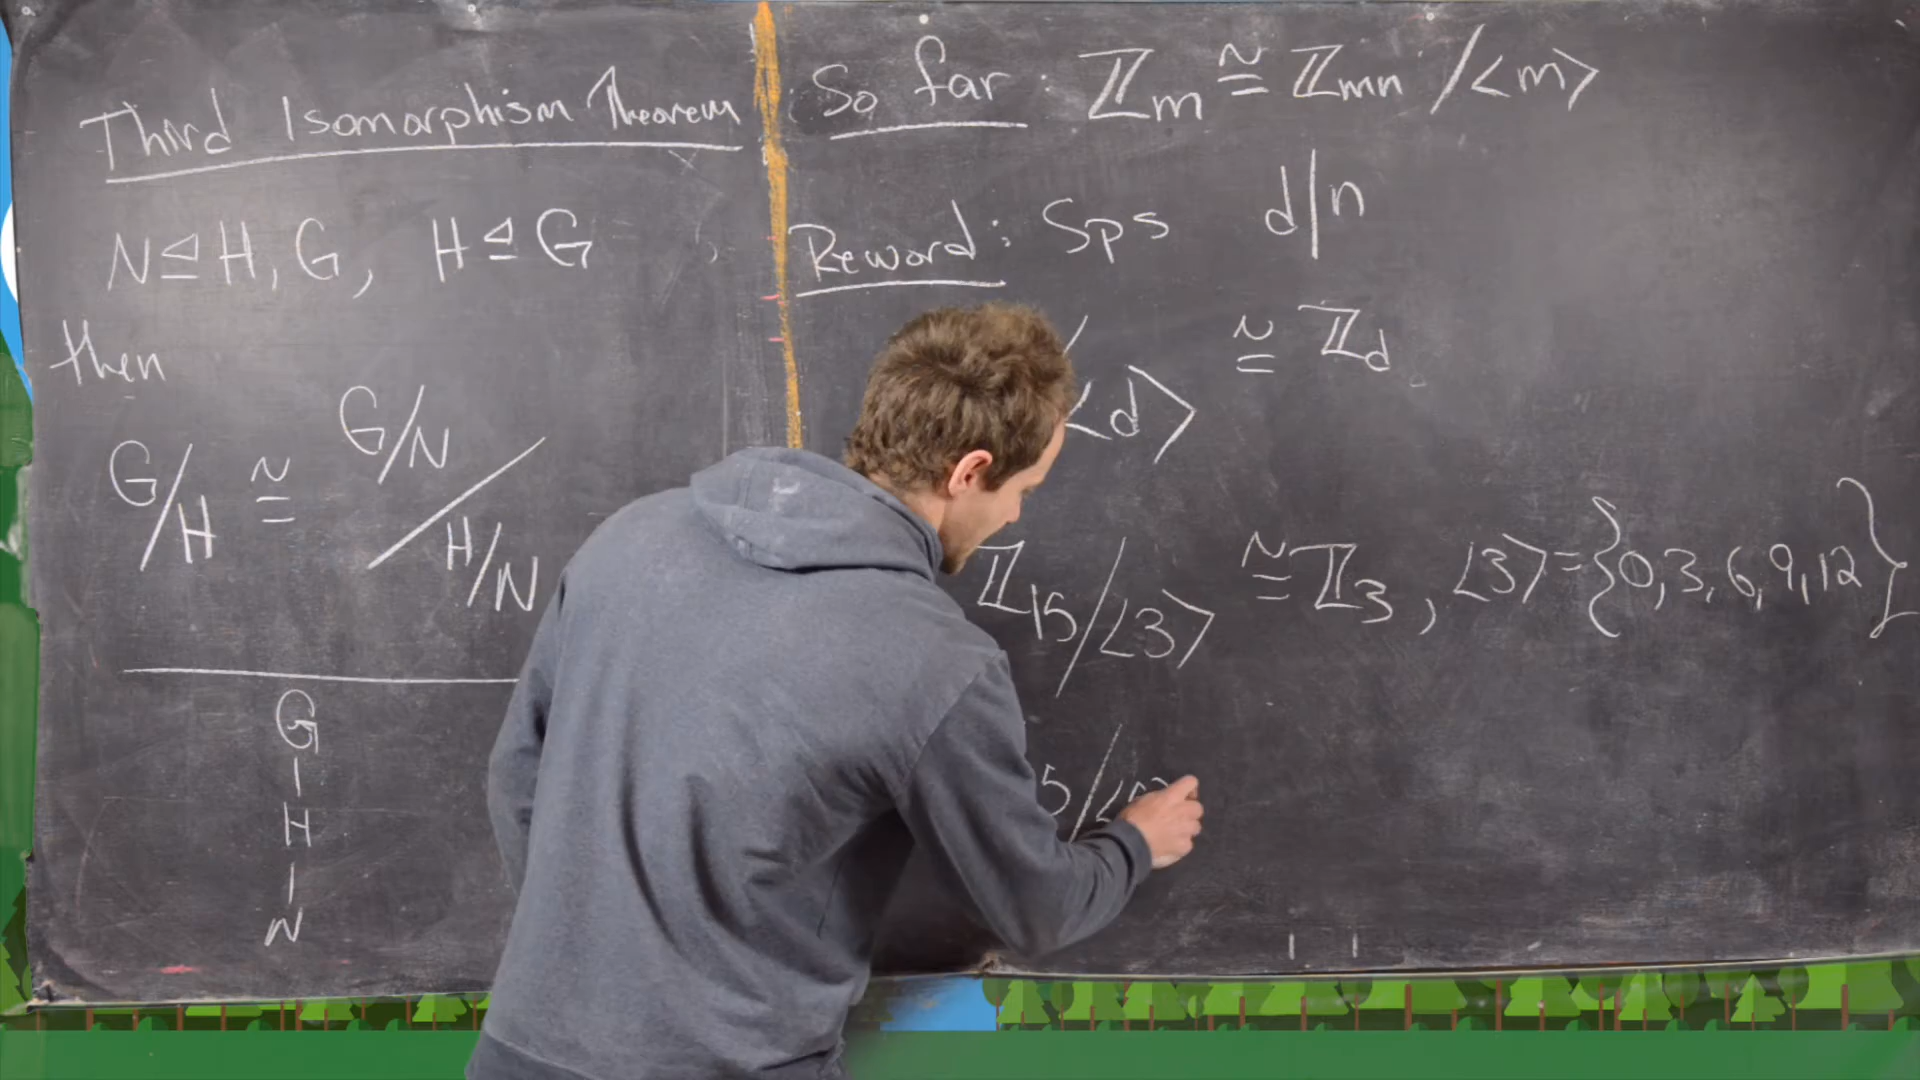 Third Isomorphism Theorem
N ⊴ H, G, H ⊴ G
then
G/H ≅ G/N / H/N
G
H
N
So far : ℤm ≅ ℤmn /<m>
Reward : Sps d|n
/<d> ≅ ℤd
ℤ15/<3> ≅ ℤ3, <3> = {0,3,6,9,12}
5/<